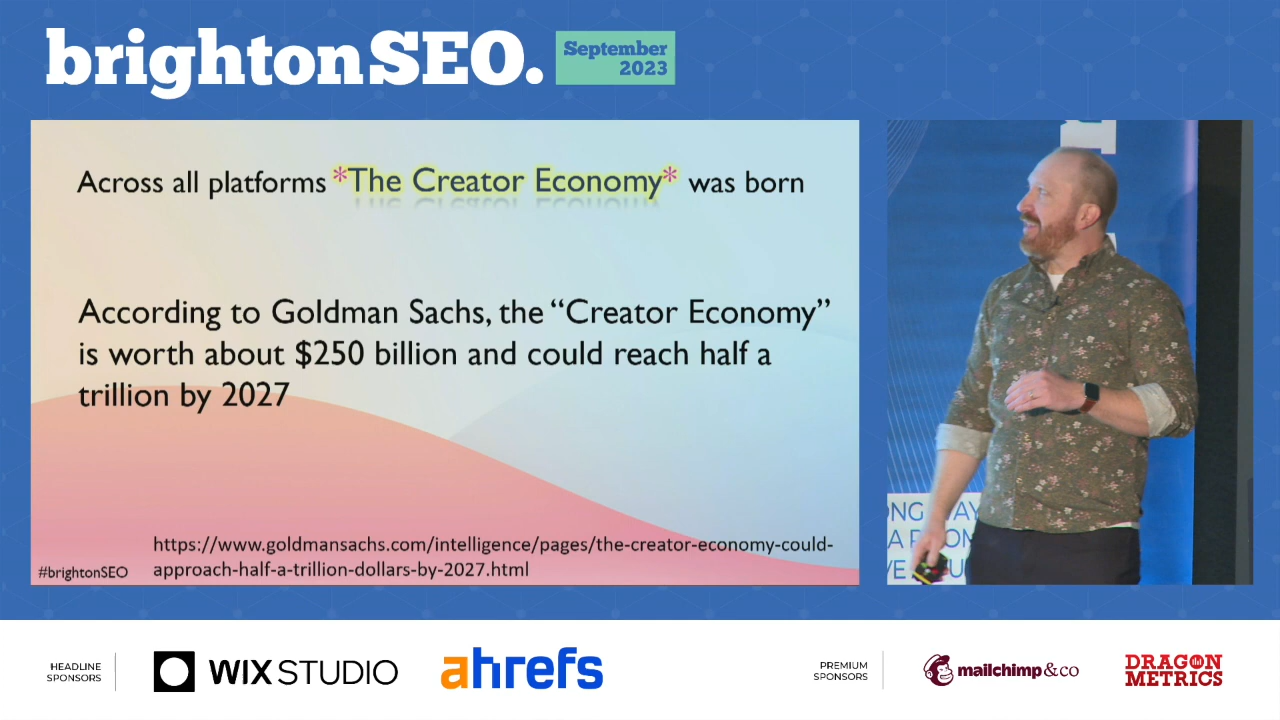 brightonSEO.
September
2023
Across all platforms *The Creator Economy* was born
According to Goldman Sachs, the “Creator Economy”
is worth about $250 billion and could reach half a
trillion by 2027
https://www.goldmansachs.com/intelligence/pages/the-creator-economy-could-
approach-half-a-trillion-dollars-by-2027.html
#brightonSEO
HEADLINE
SPONSORS
WIX STUDIO
ahrefs
PREMIUM
SPONSORS
mailchimp&co
DRAGON
METRICS